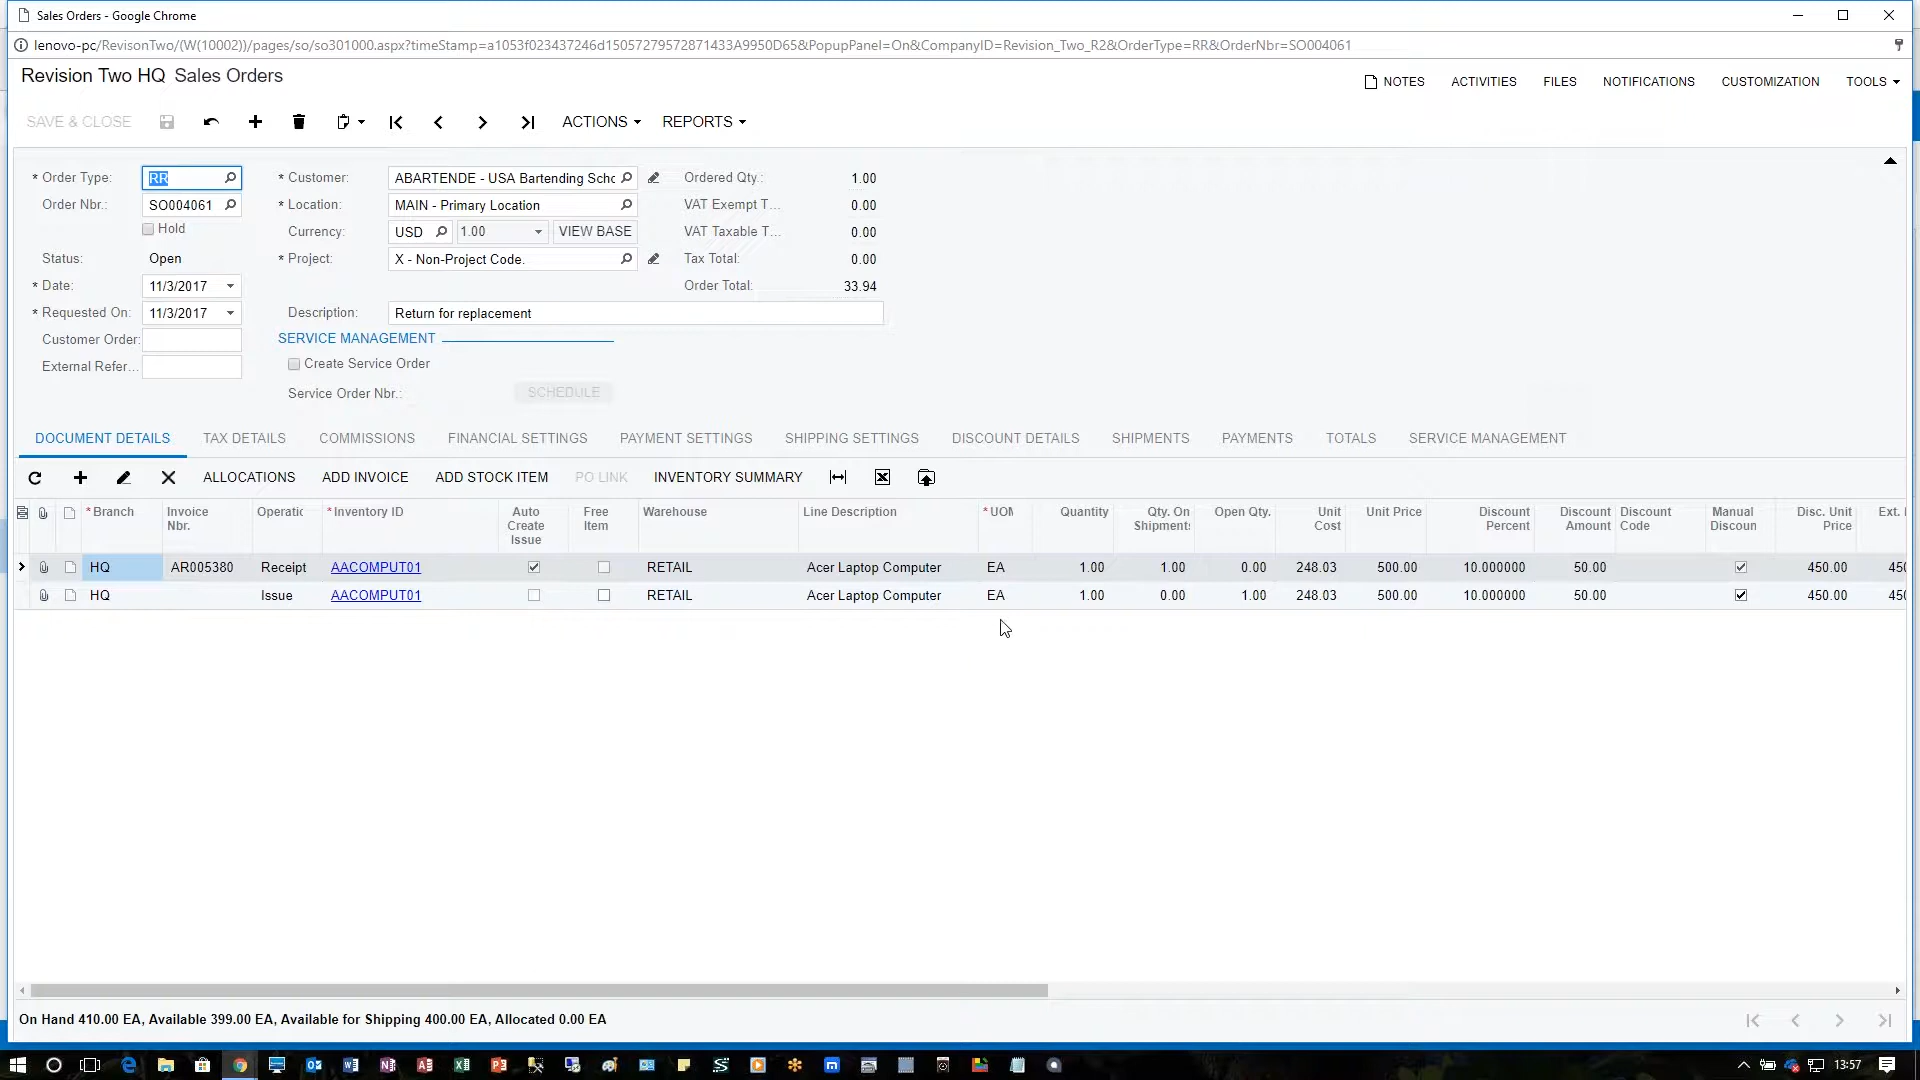 Sales Orders - Google Chrome
lenovo-pc/RevisonTwo/(W(10002))/pages/so/so301000.aspx?timeStamp=a1053f023437246d15057279572871433A9950D65&PopupPanel=On&CompanyID=Revision_Two_R2&OrderType=RR&OrderNbr=SO004061
Revision Two HQ Sales Orders
NOTES ACTIVITIES FILES NOTIFICATIONS CUSTOMIZATION TOOLS
SAVE & CLOSE ACTIONS REPORTS
* Order Type: RR * Customer: ABARTENDE - USA Bartending Scho Ordered Qty.: 1.00
Order Nbr.: SO004061 * Location: MAIN - Primary Location VAT Exempt T... 0.00
Hold Currency: USD 1.00 VIEW BASE VAT Taxable T... 0.00
Status: Open * Project: X - Non-Project Code. Tax Total: 0.00
* Date: 11/3/2017 Order Total: 33.94
* Requested On: 11/3/2017 Description: Return for replacement
Customer Order: SERVICE MANAGEMENT
External Refer... Create Service Order
Service Order Nbr.: SCHEDULE
DOCUMENT DETAILS TAX DETAILS COMMISSIONS FINANCIAL SETTINGS PAYMENT SETTINGS SHIPPING SETTINGS DISCOUNT DETAILS SHIPMENTS PAYMENTS TOTALS SERVICE MANAGEMENT
ALLOCATIONS ADD INVOICE ADD STOCK ITEM PO LINK INVENTORY SUMMARY
* Branch Invoice Nbr. Operatic * Inventory ID Auto Create Issue Free Item Warehouse Line Description * UOM Quantity Qty. On Shipments Open Qty. Unit Cost Unit Price Discount Percent Discount Amount Discount Code Manual Discoun Disc. Unit Price Ext.
HQ AR005380 Receipt AACOMPUT01 RETAIL Acer Laptop Computer EA 1.00 1.00 0.00 248.03 500.00 10.000000 50.00 450.00 450
HQ Issue AACOMPUT01 RETAIL Acer Laptop Computer EA 1.00 0.00 1.00 248.03 500.00 10.000000 50.00 450.00 450
On Hand 410.00 EA, Available 399.00 EA, Available for Shipping 400.00 EA, Allocated 0.00 EA
13:57